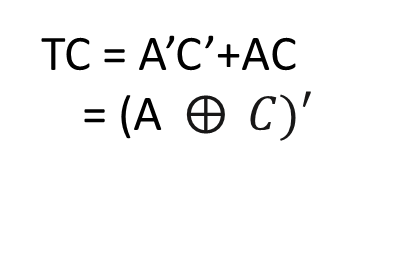 TC = A’C’+AC
= (A ⊕ C)′